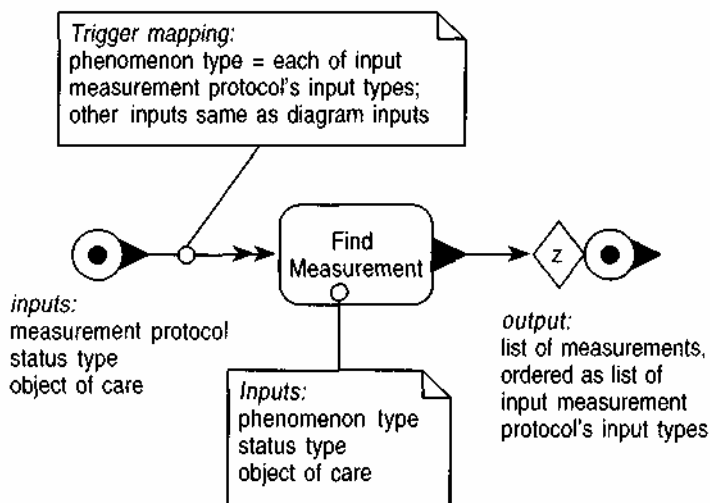 Trigger mapping:
phenomenon type = each of input
measurement protocol's input types;
other inputs same as diagram inputs
Find
Measurement
z
inputs:
measurement protocol
status type
object of care
output:
list of measurements,
ordered as list of
input measurement
protocol's input types
Inputs:
phenomenon type
status type
object of care